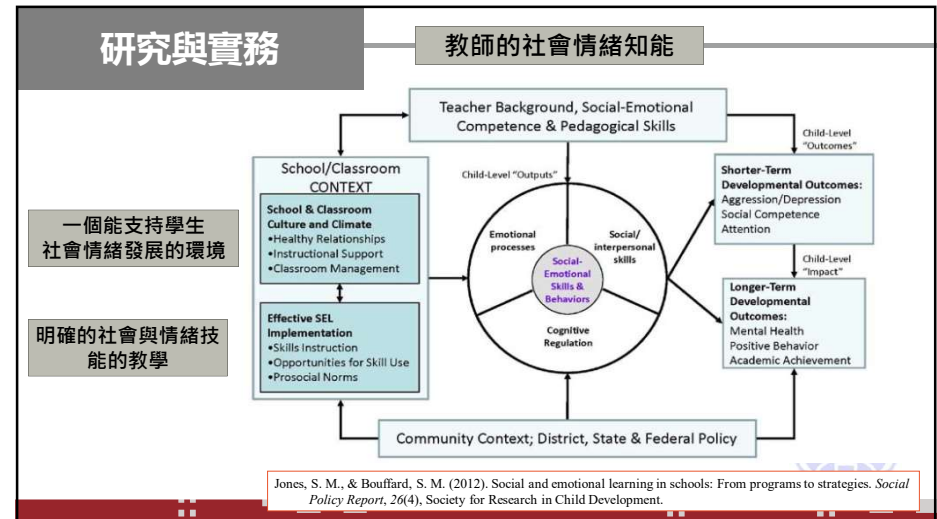 研究與實務
教師的社會情緒知能
Teacher Background, Social-Emotional
Competence & Pedagogical Skills
Child-Level
"Outcomes"
School/Classroom
CONTEXT
School & Classroom
Culture and Climate
•Healthy Relationships
•Instructional Support
•Classroom Management
Effective SEL
Implementation
•Skills Instruction
•Opportunities for Skill Use
•Prosocial Norms
一個能支持學生
社會情緒發展的環境
明確的社會與情緒技
能的教學
Child-Level "Outputs"
Emotional
processes
Social/
interpersonal
skills
Social-
Emotional
Skills &
Behaviors
Cognitive
Regulation
Shorter-Term
Developmental Outcomes:
Aggression/Depression
Social Competence
Attention
Child-Level
"Impact"
Longer-Term
Developmental
Outcomes:
Mental Health
Positive Behavior
Academic Achievement
Community Context; District, State & Federal Policy
Jones, S. M., & Bouffard, S. M. (2012). Social and emotional learning in schools: From programs to strategies. Social
Policy Report, 26(4), Society for Research in Child Development.